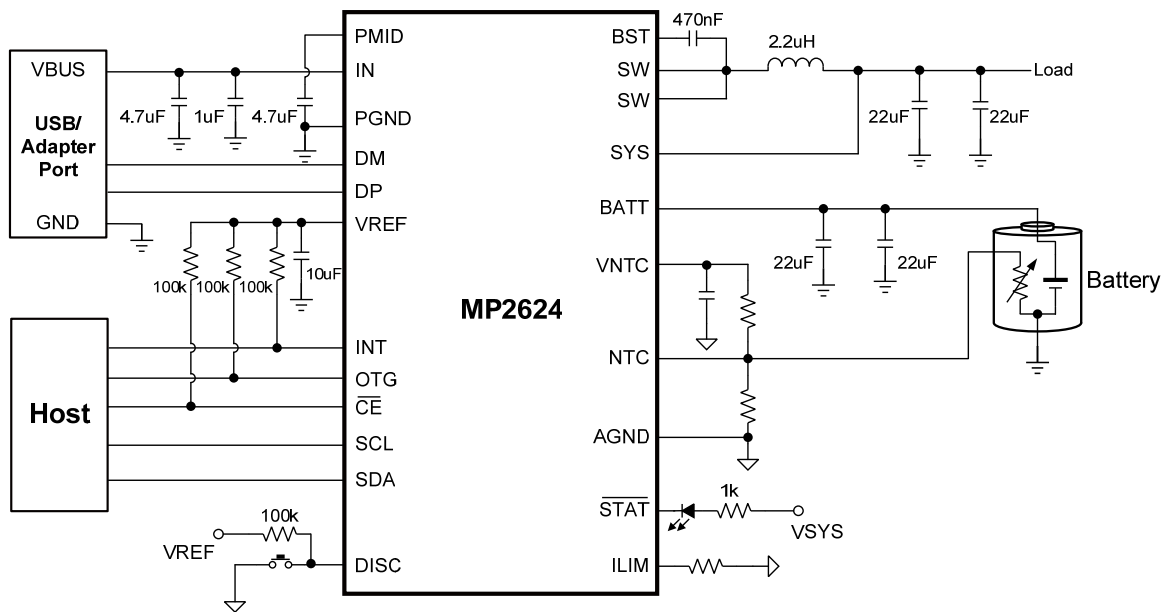 VBUS
USB/
Adapter
Port
GND
4.7uF
1uF
4.7uF
100k
100k
100k
10uF
Host
VREF
100k
MP2624
PMID
IN
PGND
DM
DP
VREF
INT
OTG
CE
SCL
SDA
DISC
BST
SW
SW
SYS
BATT
VNTC
NTC
AGND
STAT
ILIM
470nF
2.2uH
Load
22uF
22uF
22uF
22uF
Battery
1k
VSYS